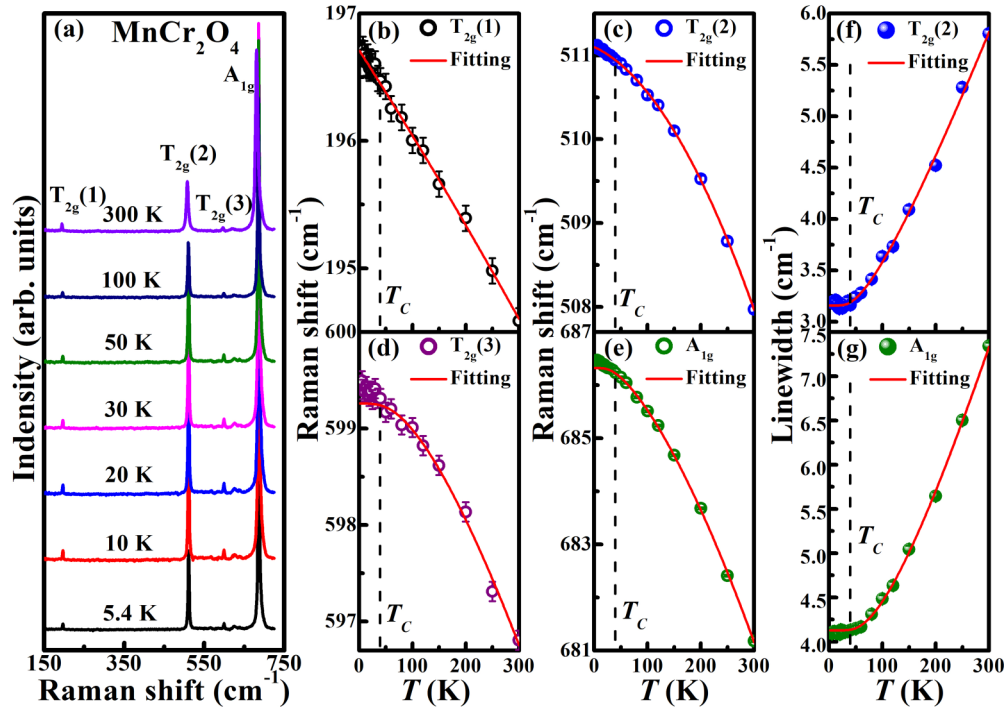 (a)
MnCr2O4
A1g
T2g(2)
T2g(1)
T2g(3)
300 K
100 K
50 K
30 K
20 K
10 K
5.4 K
Indensity (arb. units)
150 450 600 750
Raman shift (cm-1)
(b)
T2g(1)
Fitting
TC
197
196
195
600
Raman shift (cm-1)
(d)
T2g(3)
Fitting
TC
599
598
597
0 100 200 300
T (K)
(c)
T2g(2)
Fitting
TC
511
510
509
508
687
Raman shift (cm-1)
(e)
A1g
Fitting
TC
685
683
681
0 100 200 300
T (K)
(f)
T2g(2)
Fitting
TC
6.0
5.5
5.0
4.5
4.0
3.5
3.0
7.5
Linewidth (cm-1)
(g)
A1g
Fitting
TC
7.0
6.5
6.0
5.5
5.0
4.5
4.0
0 100 200 300
T (K)